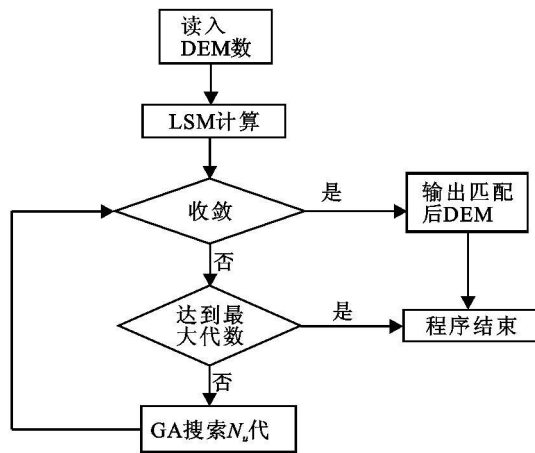 读入
DEM数
LSM计算
收敛
是
输出匹配
后DEM
否
达到最
大代数
是
程序结束
否
GA搜索Nu代